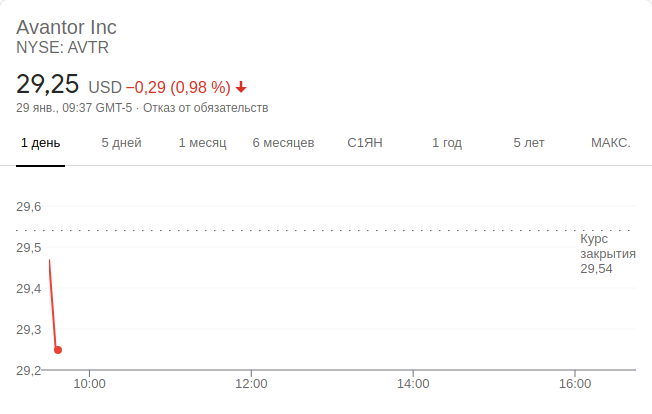 Avantor Inc
NYSE: AVTR
29,25 USD −0,29 (0,98 %)
29 янв., 09:37 GMT-5 · Отказ от обязательств
1 день 5 дней 1 месяц 6 месяцев С1ЯН 1 год 5 лет МАКС.
29,6
29,5
29,4
29,3
29,2
Курс
закрытия
29,54
10:00 12:00 14:00 16:00